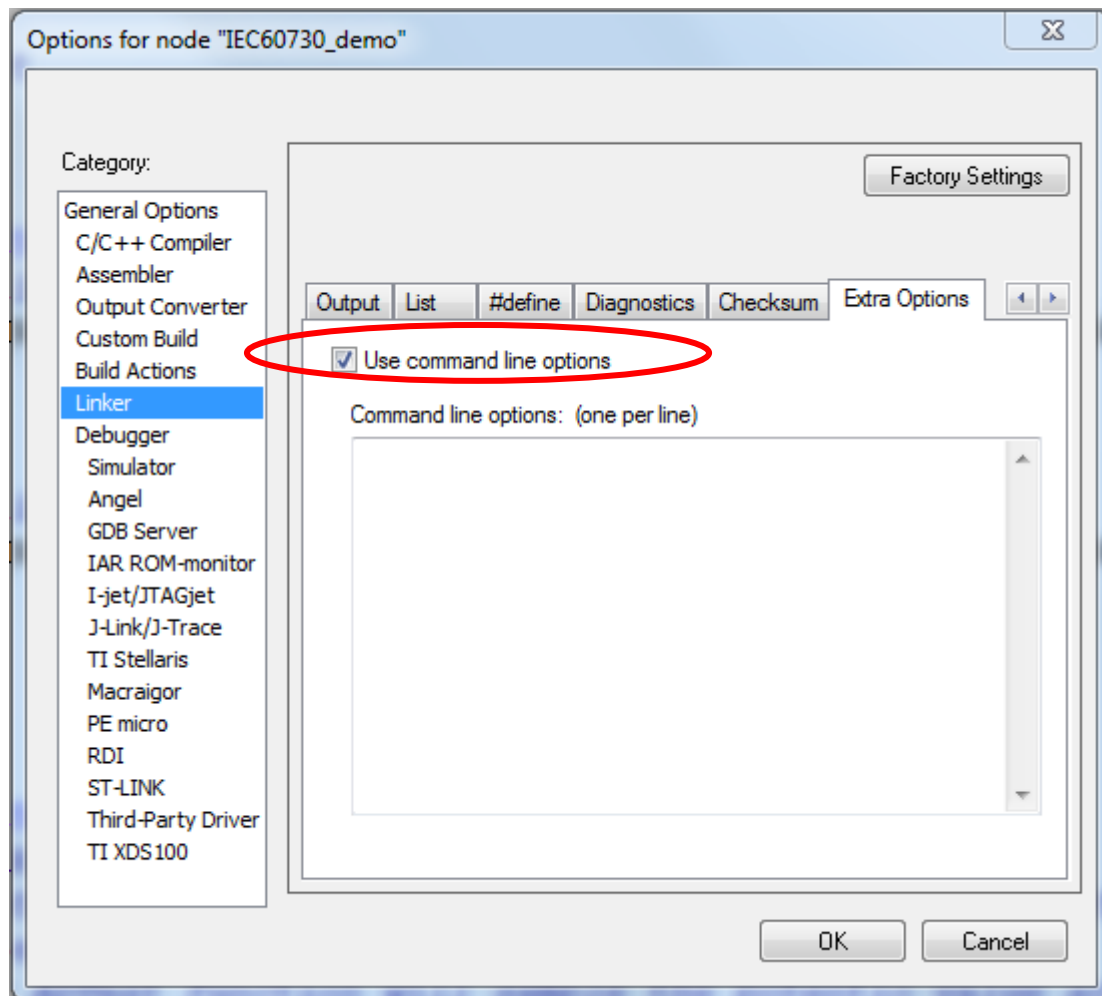 Options for node "IEC60730_demo"
Category:
General Options
C/C++ Compiler
Assembler
Output Converter
Custom Build
Build Actions
Linker
Debugger
Simulator
Angel
GDB Server
IAR ROM-monitor
I-jet/JTAGjet
J-Link/J-Trace
TI Stellaris
Macraigor
PE micro
RDI
ST-LINK
Third-Party Driver
TI XDS100
Factory Settings
Output List #define Diagnostics Checksum Extra Options
Use command line options
Command line options: (one per line)
OK Cancel